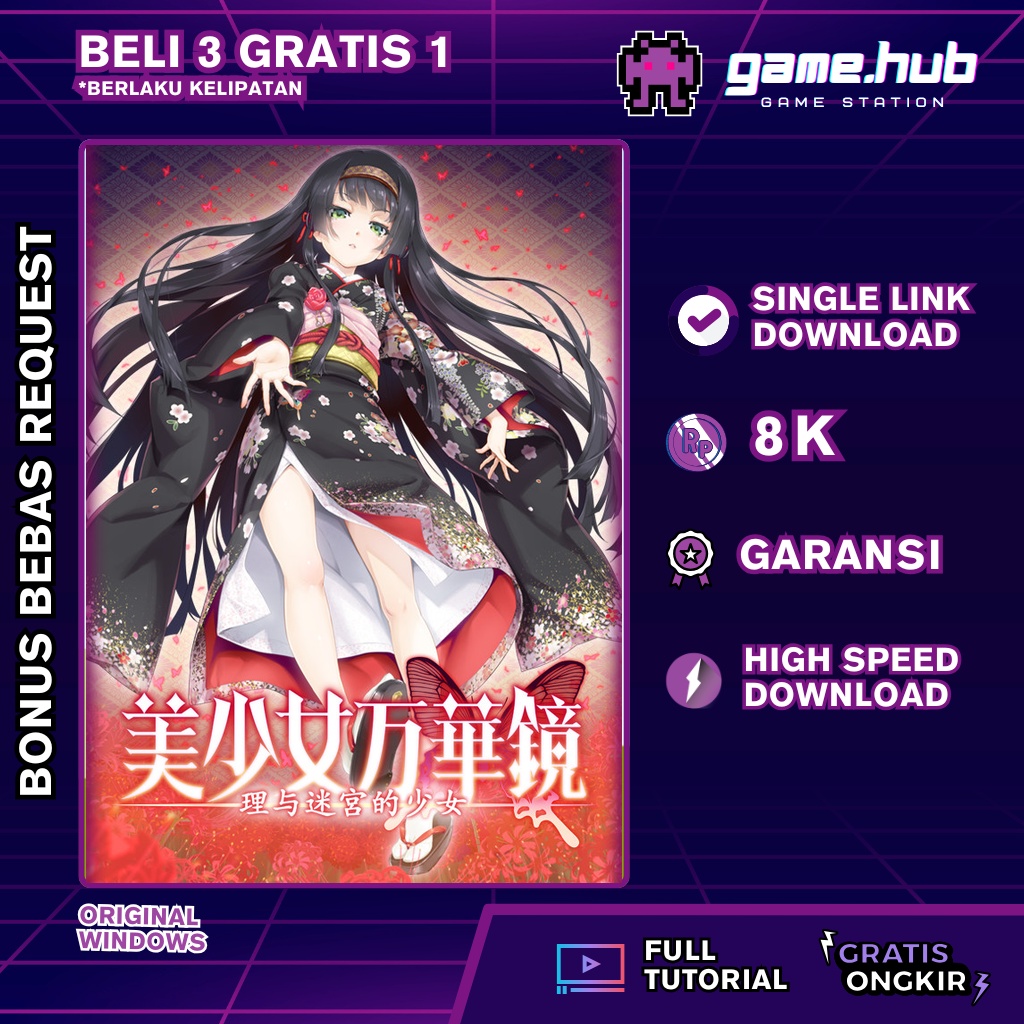 BELI 3 GRATIS 1
*BERLAKU KELIPATAN
game.hub
GAME STATION
BONUS BEBAS REQUEST
SINGLE LINK
DOWNLOAD
RP
8K
GARANSI
HIGH SPEED
DOWNLOAD
美少女万華鏡
理与迷宫的少女
ORIGINAL
WINDOWS
FULL
TUTORIAL
GRATIS
ONGKIR